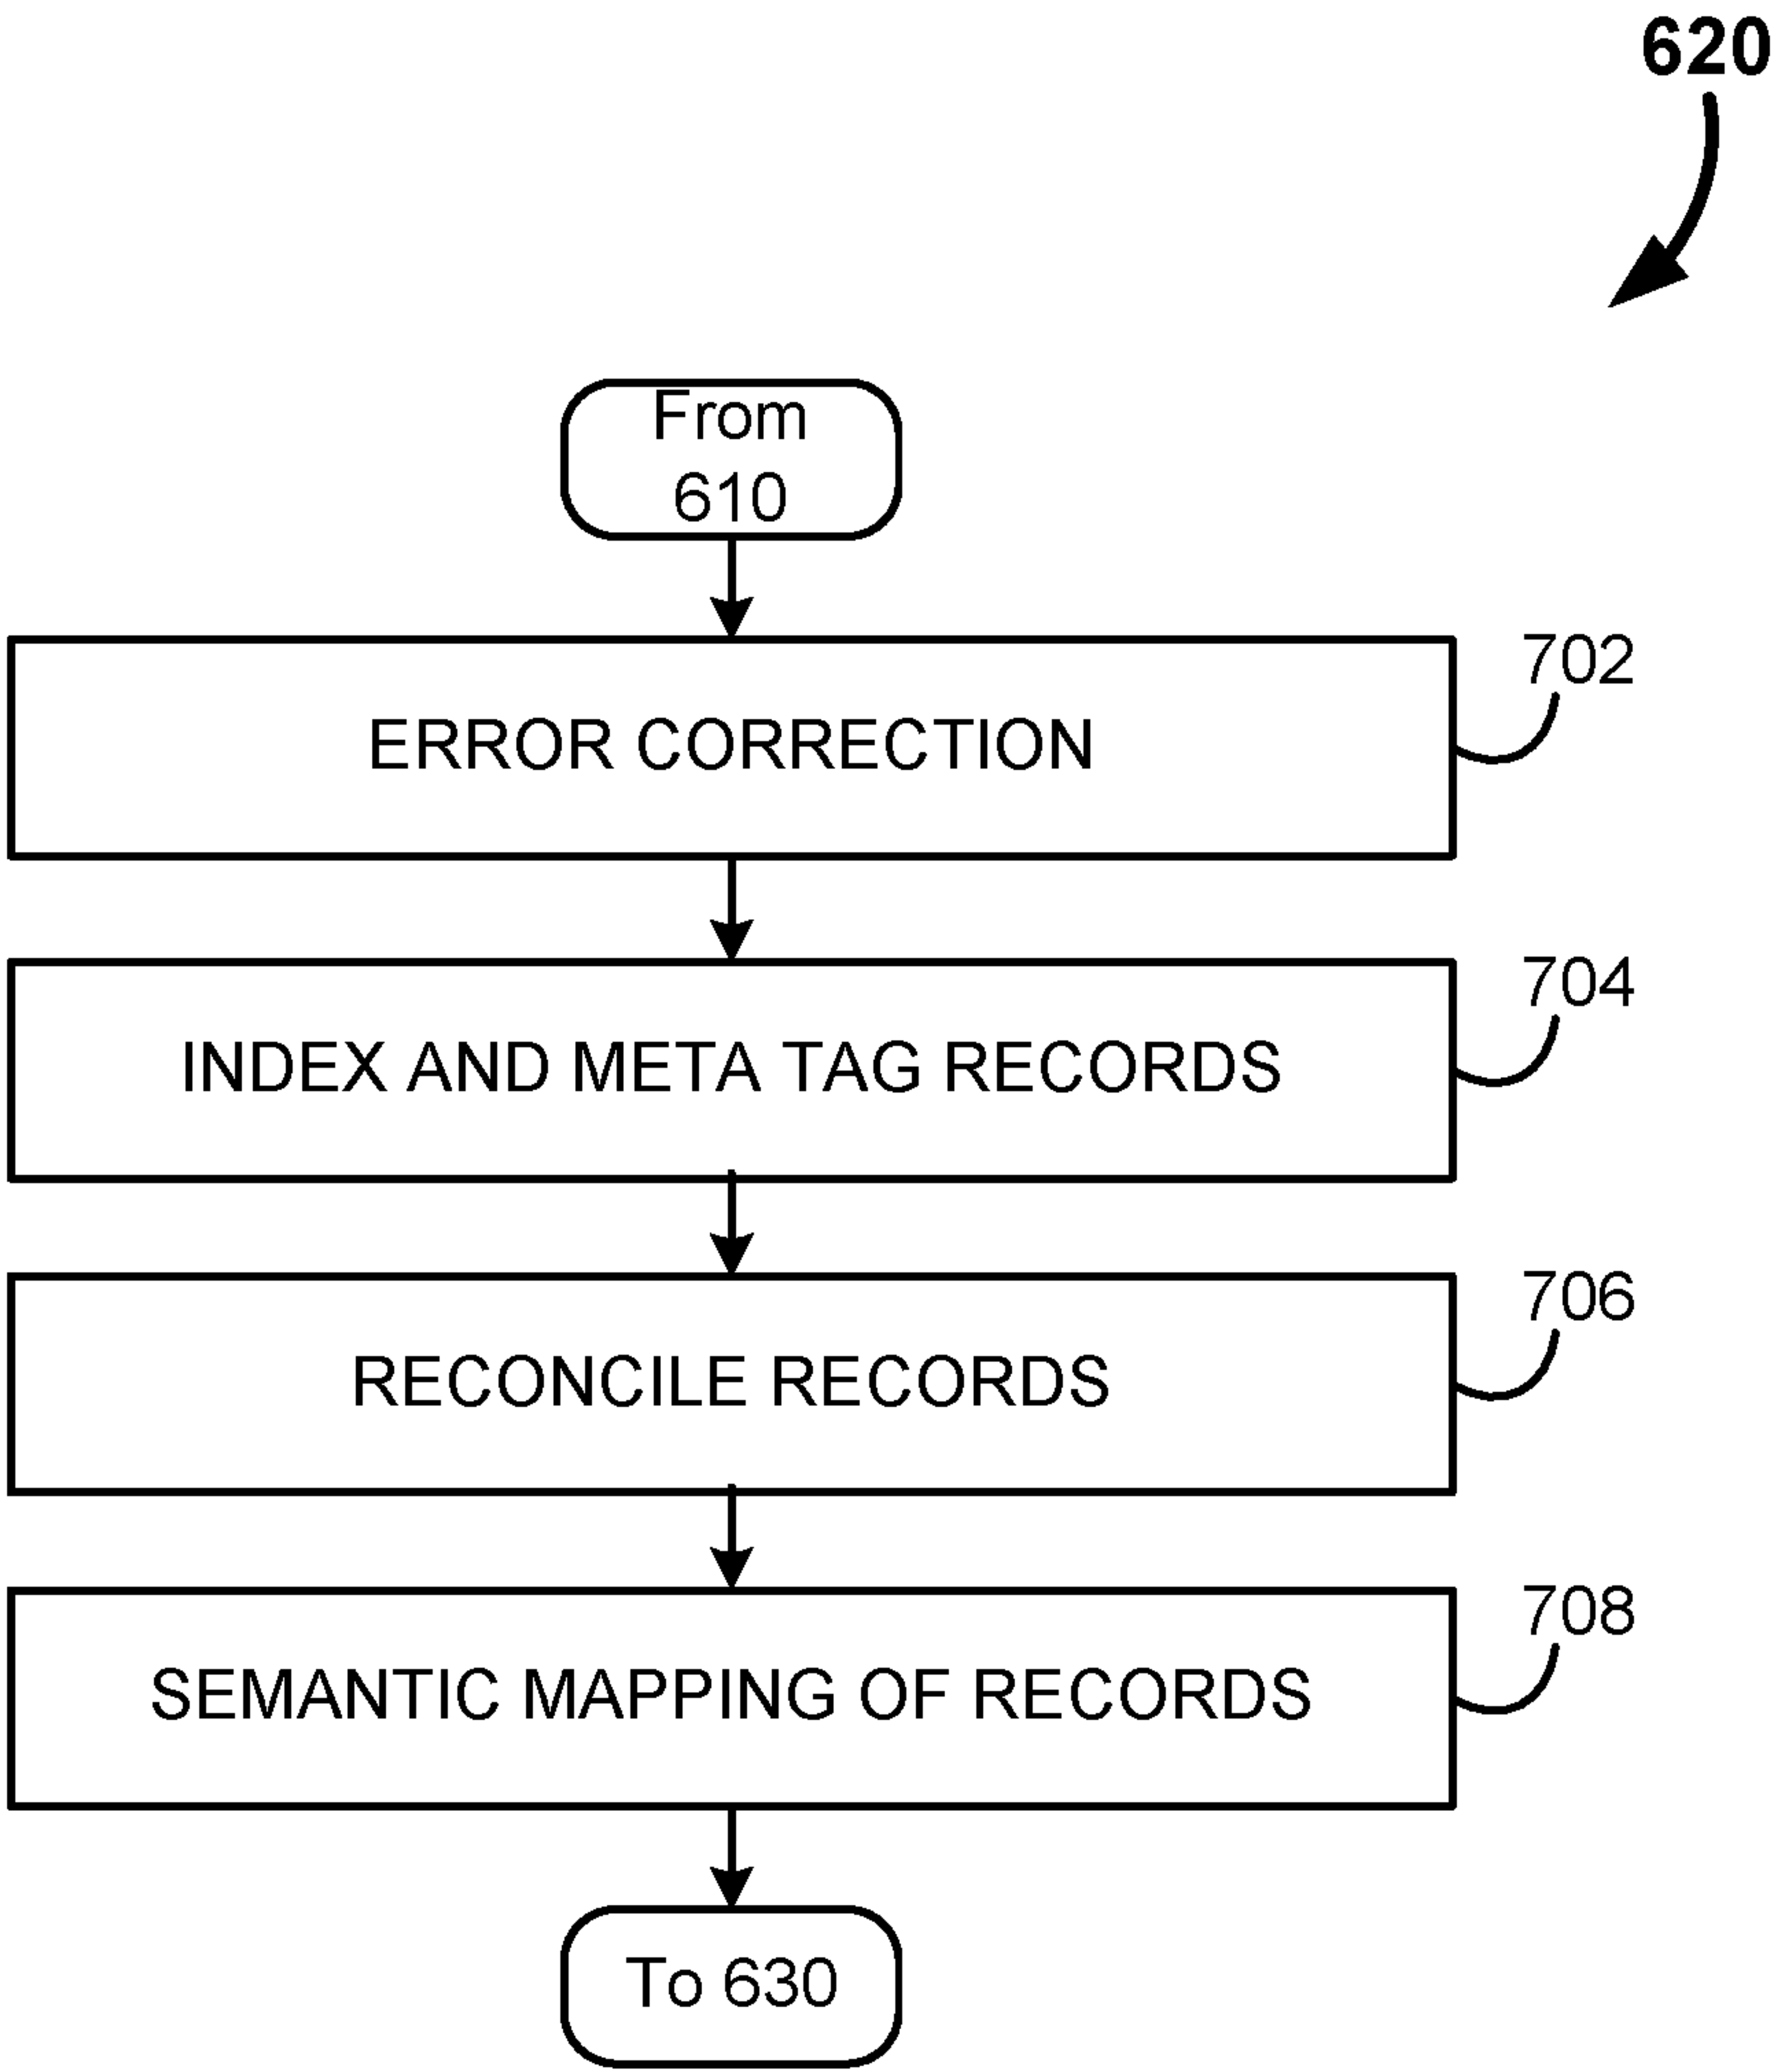 620
From
610
702
ERROR CORRECTION
704
INDEX AND META TAG RECORDS
706
RECONCILE RECORDS
708
SEMANTIC MAPPING OF RECORDS
To 630